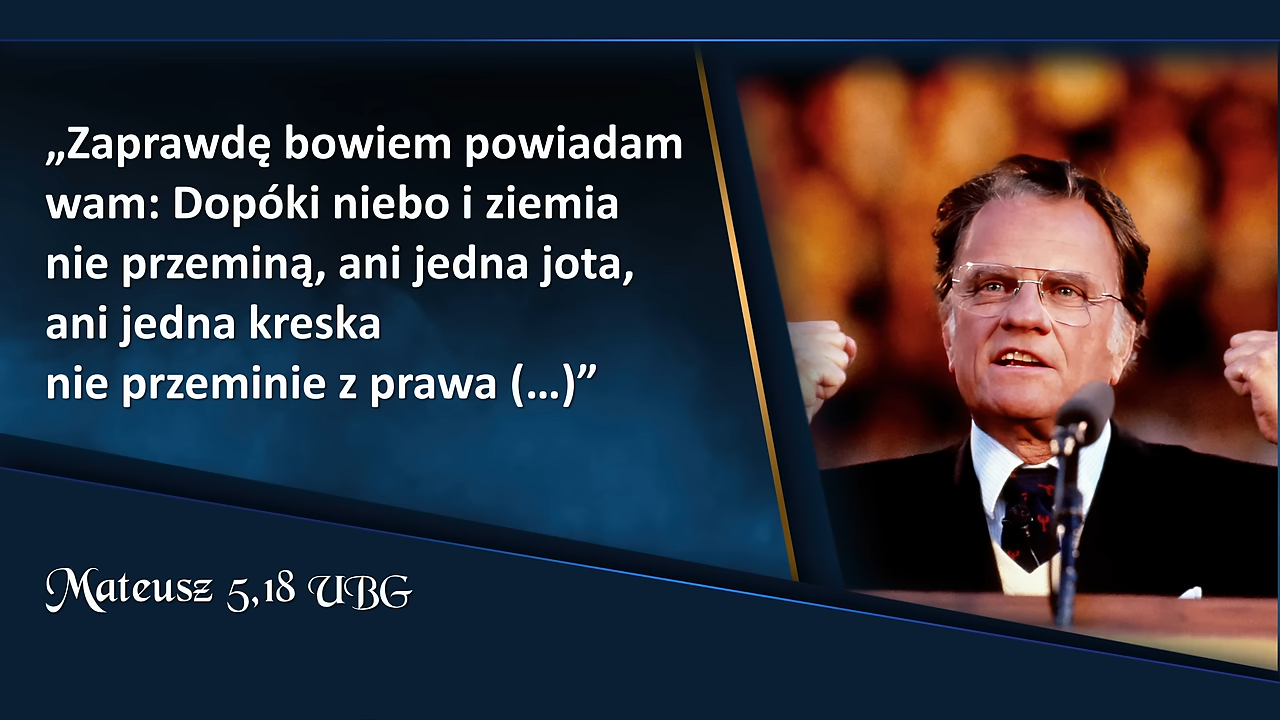 „Zaprawdę bowiem powiadam
wam: Dopóki niebo i ziemia
nie przeminą, ani jedna jota,
ani jedna kreska
nie przeminie z prawa (...)”
Mateusz 5,18 UBG